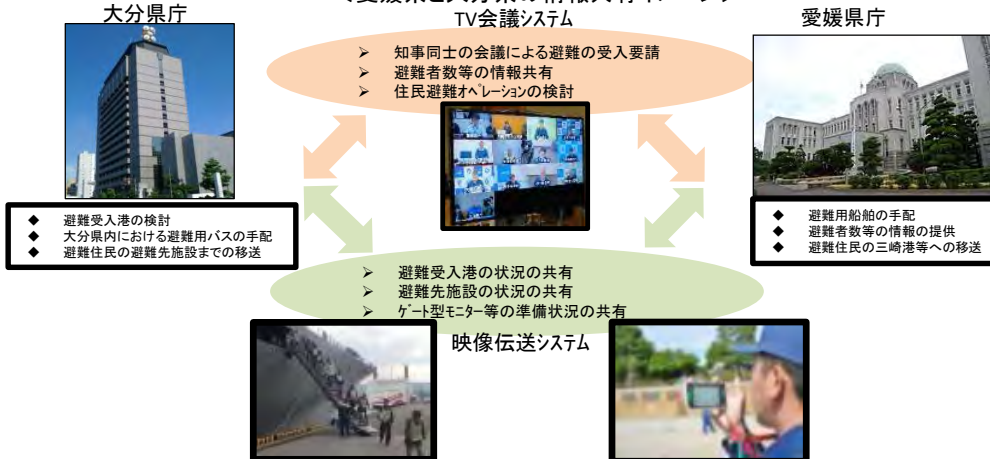 大分県庁
TV会議システム
愛媛県庁
➢ 知事同士の会議による避難の受入要請
➢ 避難者数等の情報共有
➢ 住民避難オペレーションの検討
◆ 避難受入港の検討
◆ 大分県内における避難用バスの手配
◆ 避難住民の避難先施設までの移送
◆ 避難用船舶の手配
◆ 避難者数等の情報の提供
◆ 避難住民の三崎港等への移送
➢ 避難受入港の状況の共有
➢ 避難先施設の状況の共有
➢ ゲート型モニター等の準備状況の共有
映像伝送システム